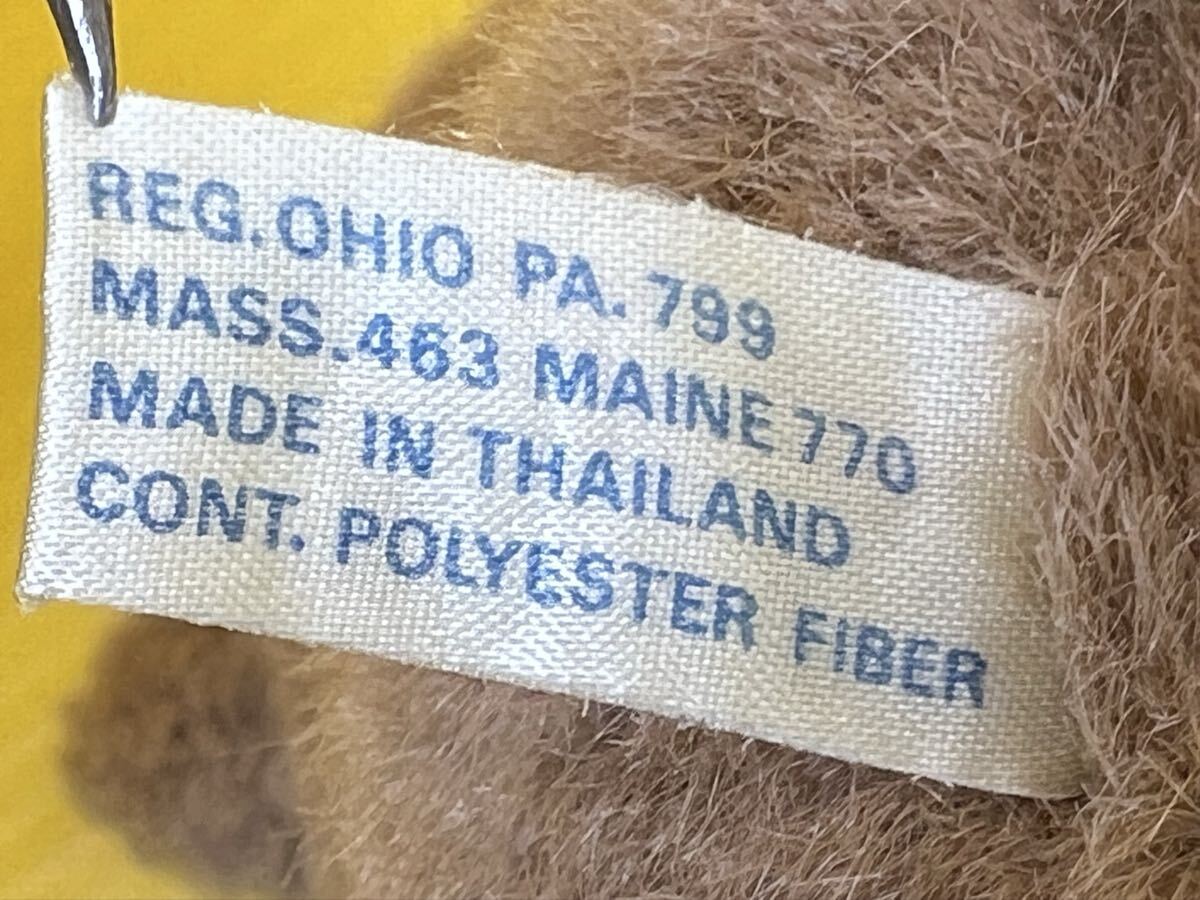 REG.OHIO PA.799
MASS.463 MAINE 770
MADE IN THAILAND
CONT. POLYESTER FIBER